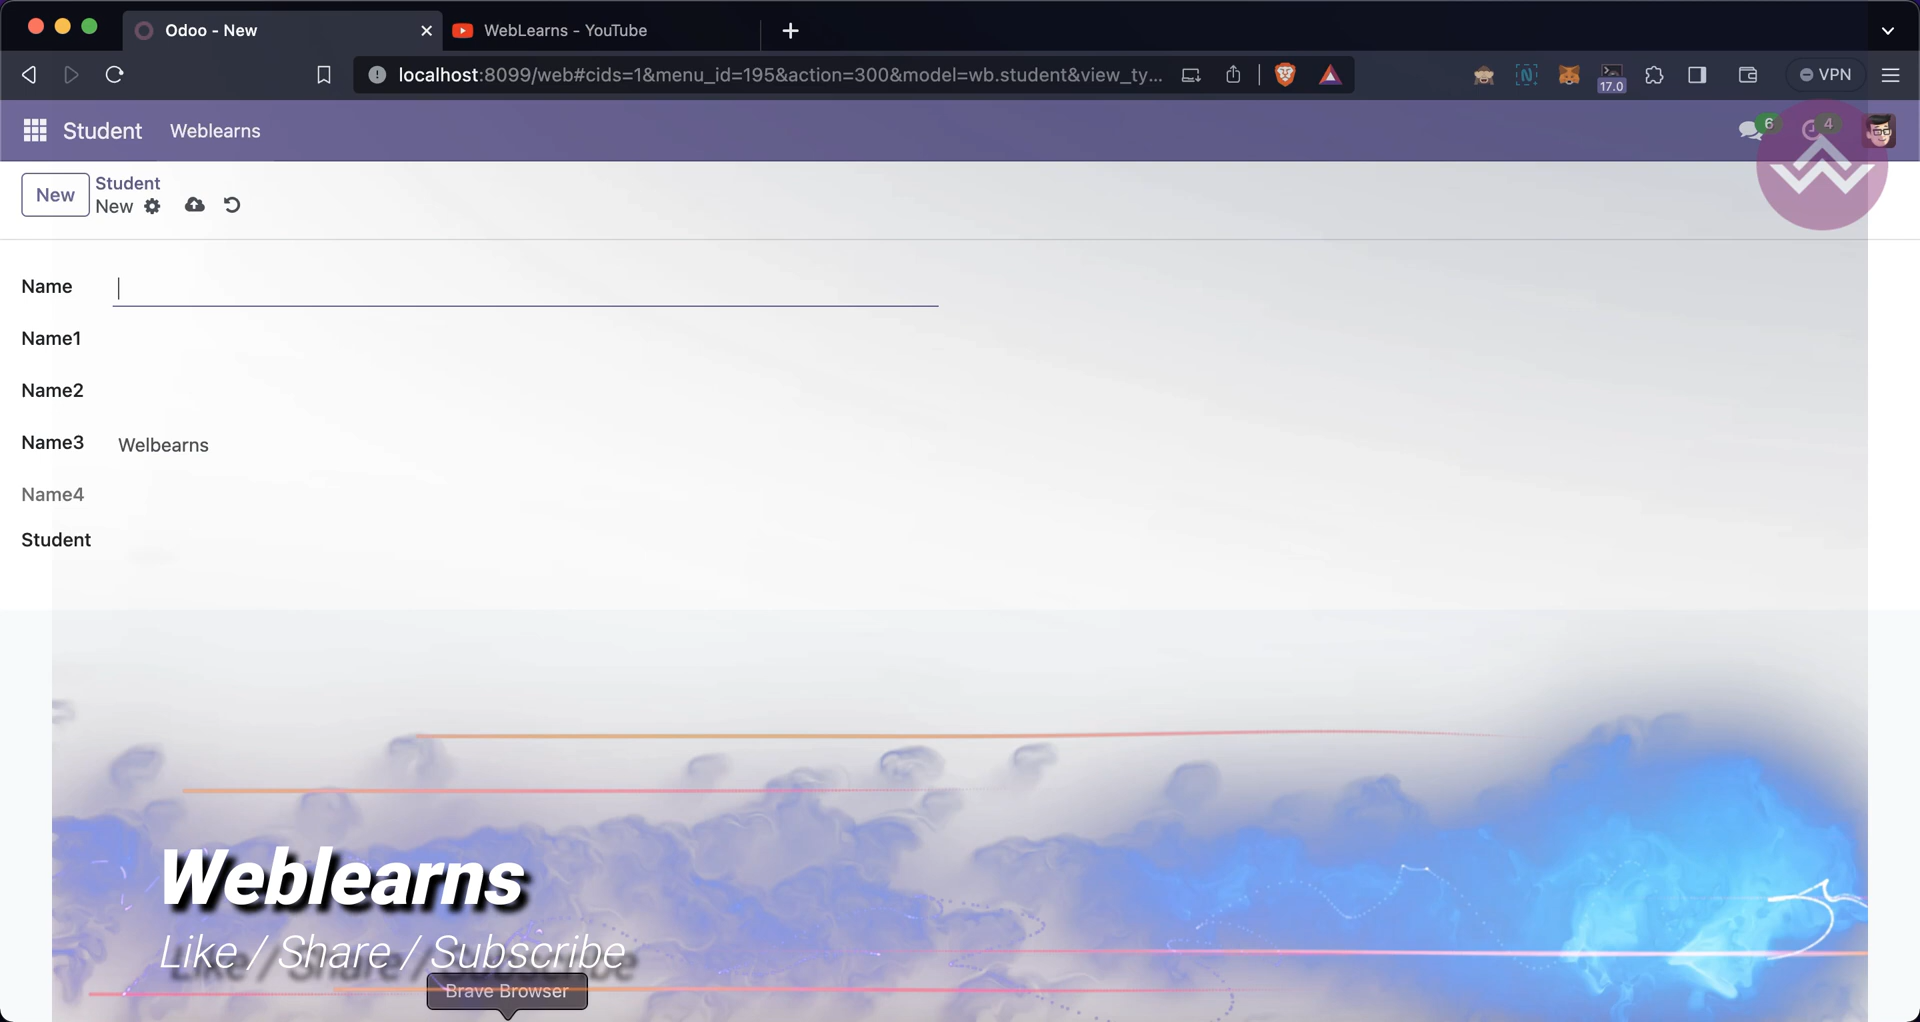 Odoo - New
WebLearns - YouTube
localhost:8099/web#cids=1&menu_id=195&action=300&model=wb.student&view_ty...
17.0
VPN
Student
Weblearns
6
4
New
Student
New
Name
Name1
Name2
Name3
Welbearns
Name4
Student
Weblearns
Like / Share / Subscribe
Brave Browser